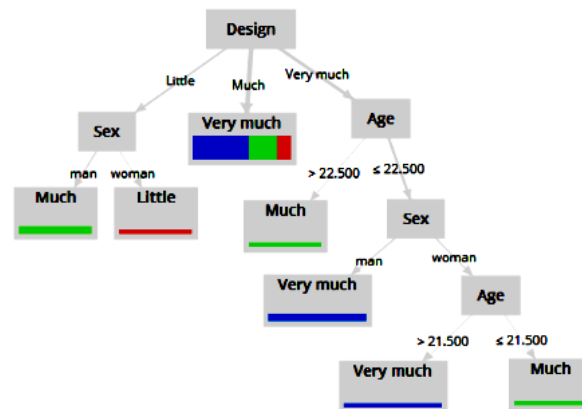 Design
Little
Much
Very much
Sex
Very much
Age
man
woman
> 22.500
≤ 22.500
Much
Little
Much
Sex
man
woman
Very much
Age
> 21.500
≤ 21.500
Very much
Much